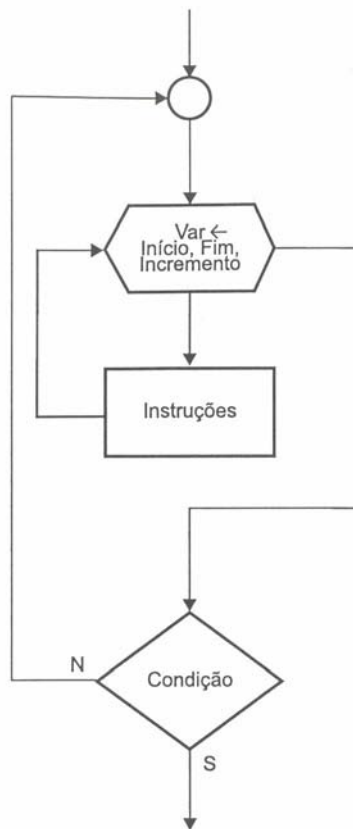 Var ←
Início, Fim,
Incremento
Instruções
N
Condição
S